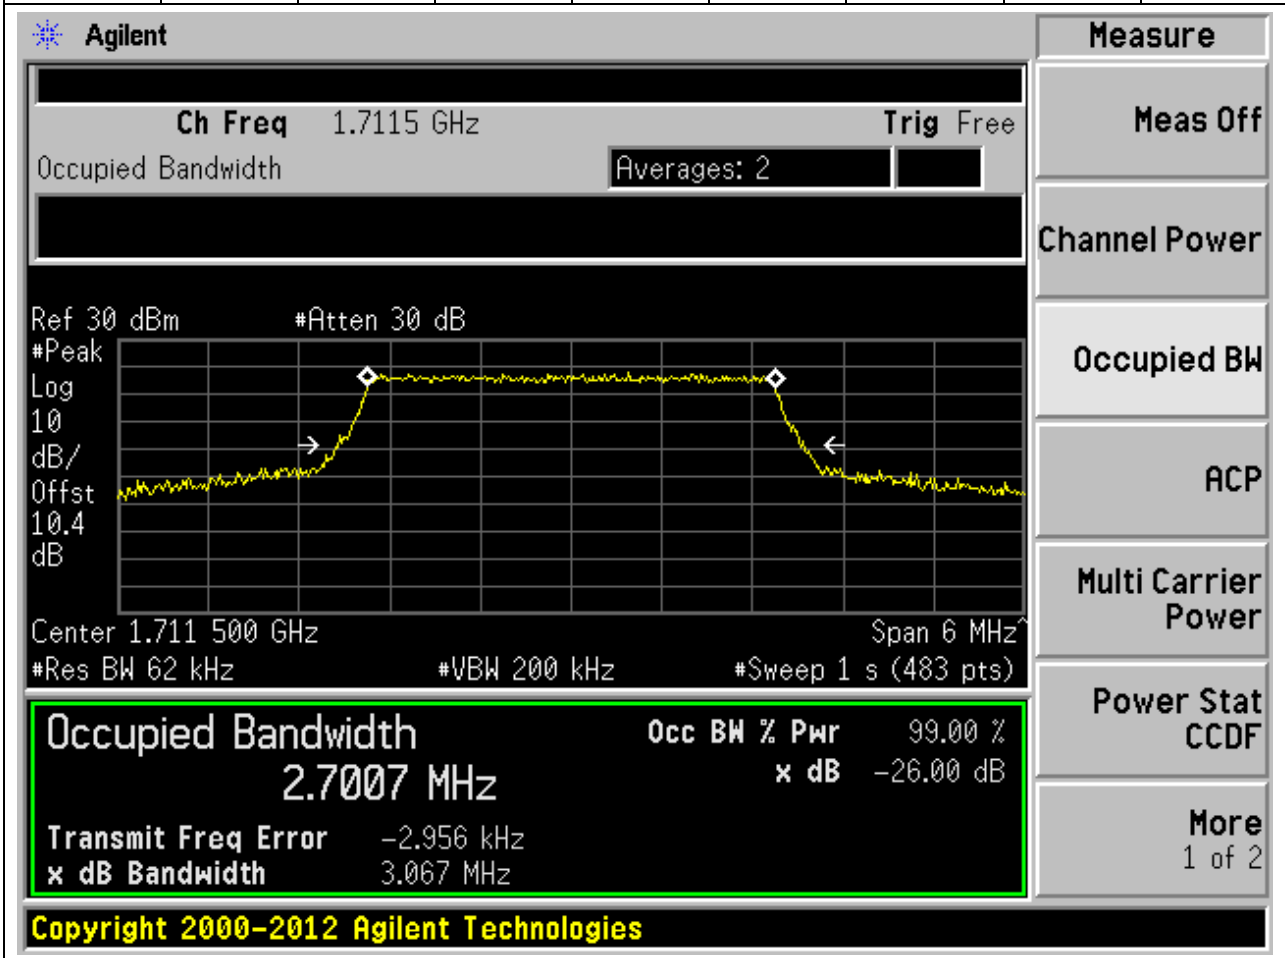 Agilent
Measure
Ch Freq 1.7115 GHz Trig Free
Occupied Bandwidth Averages: 2
Ref 30 dBm #Atten 30 dB
#Peak
Log
10
dB/
Offst
10.4
dB
Center 1.711 500 GHz Span 6 MHz^
#Res BW 62 kHz #VBW 200 kHz #Sweep 1 s (483 pts)
Occupied Bandwidth Occ BW % Pwr 99.00 %
2.7007 MHz x dB -26.00 dB
Transmit Freq Error -2.956 kHz
x dB Bandwidth 3.067 MHz
Copyright 2000-2012 Agilent Technologies
Meas Off
Channel Power
Occupied BW
ACP
Multi Carrier
Power
Power Stat
CCDF
More
1 of 2